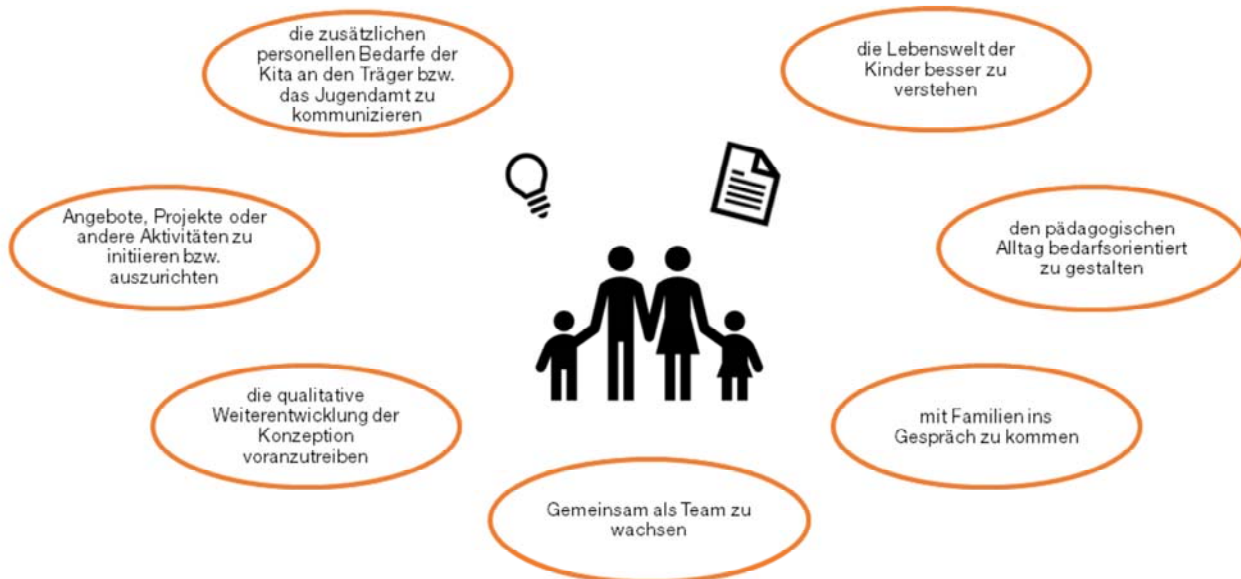 die zusätzlichen
personellen Bedarfe der
Kita an den Träger bzw.
das Jugendamt zu
kommunizieren
die Lebenswelt der
Kinder besser zu
verstehen
Angebote, Projekte oder
andere Aktivitäten zu
initiieren bzw.
auszurichten
den pädagogischen
Alltag bedarfsorientiert
zu gestalten
die qualitative
Weiterentwicklung der
Konzeption
voranzutreiben
mit Familien ins
Gespräch zu kommen
Gemeinsam als Team zu
wachsen